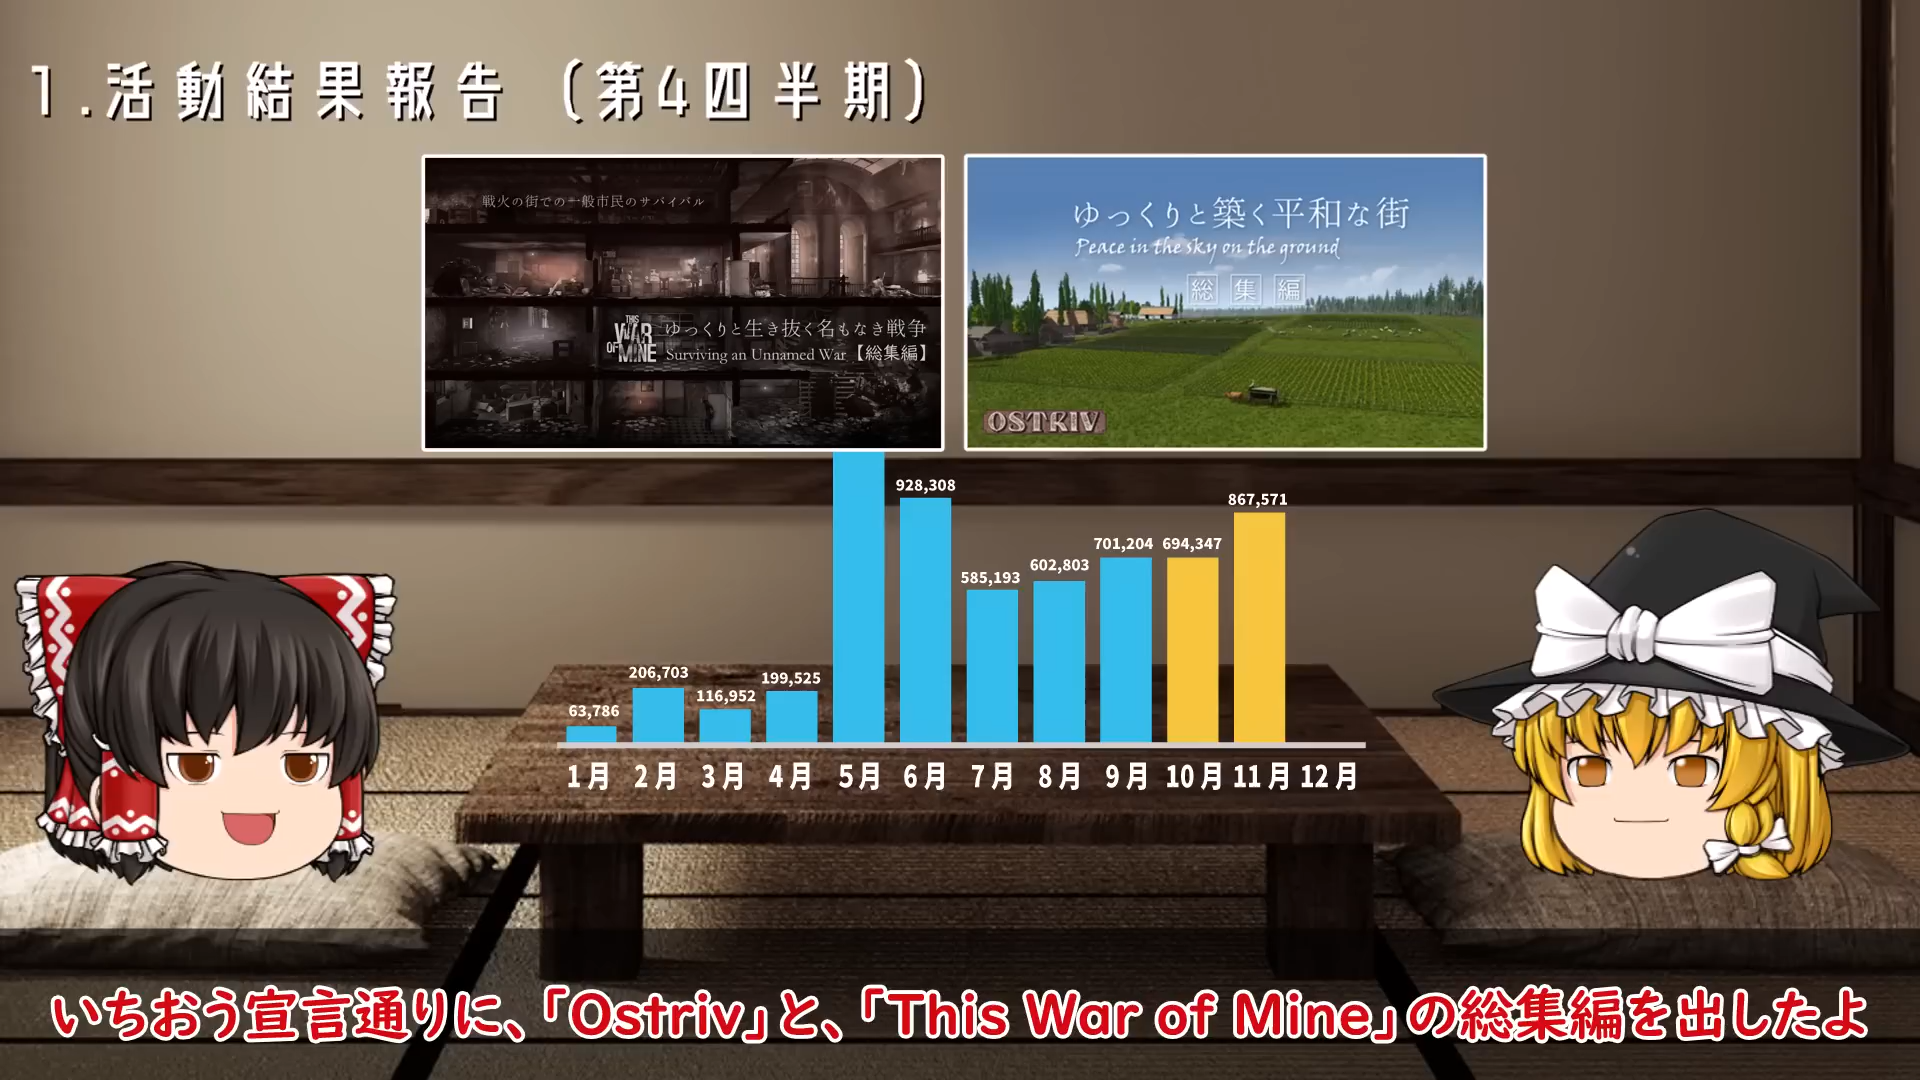 1.活動結果報告（第4四半期）
戦火の街での一般市民のサバイバル
THIS
WAR
OF MINE
ゆっくりと生き抜く名もなき戦争
Surviving an Unnamed War【総集編】
ゆっくりと築く平和な街
Peace in the sky on the ground
総集編
OSTRIV
63,786
206,703
116,952
199,525
928,308
585,193
602,803
701,204
694,347
867,571
1月 2月 3月 4月 5月 6月 7月 8月 9月 10月 11月 12月
いちおう宣言通りに、「Ostriv」と、「This War of Mine」の総集編を出したよ